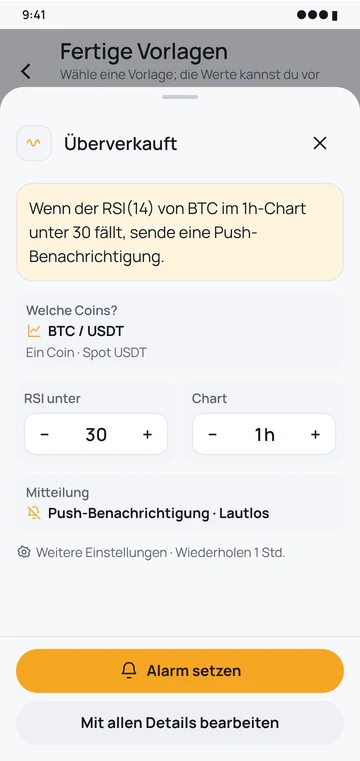 9:41
Fertige Vorlagen
Wähle eine Vorlage; die Werte kannst du vor
Überverkauft
Wenn der RSI(14) von BTC im 1h-Chart
unter 30 fällt, sende eine Push-
Benachrichtigung.
Welche Coins?
BTC / USDT
Ein Coin · Spot USDT
RSI unter
Chart
− 30 +
− 1h +
Mitteilung
Push-Benachrichtigung · Lautlos
Weitere Einstellungen · Wiederholen 1 Std.
Alarm setzen
Mit allen Details bearbeiten